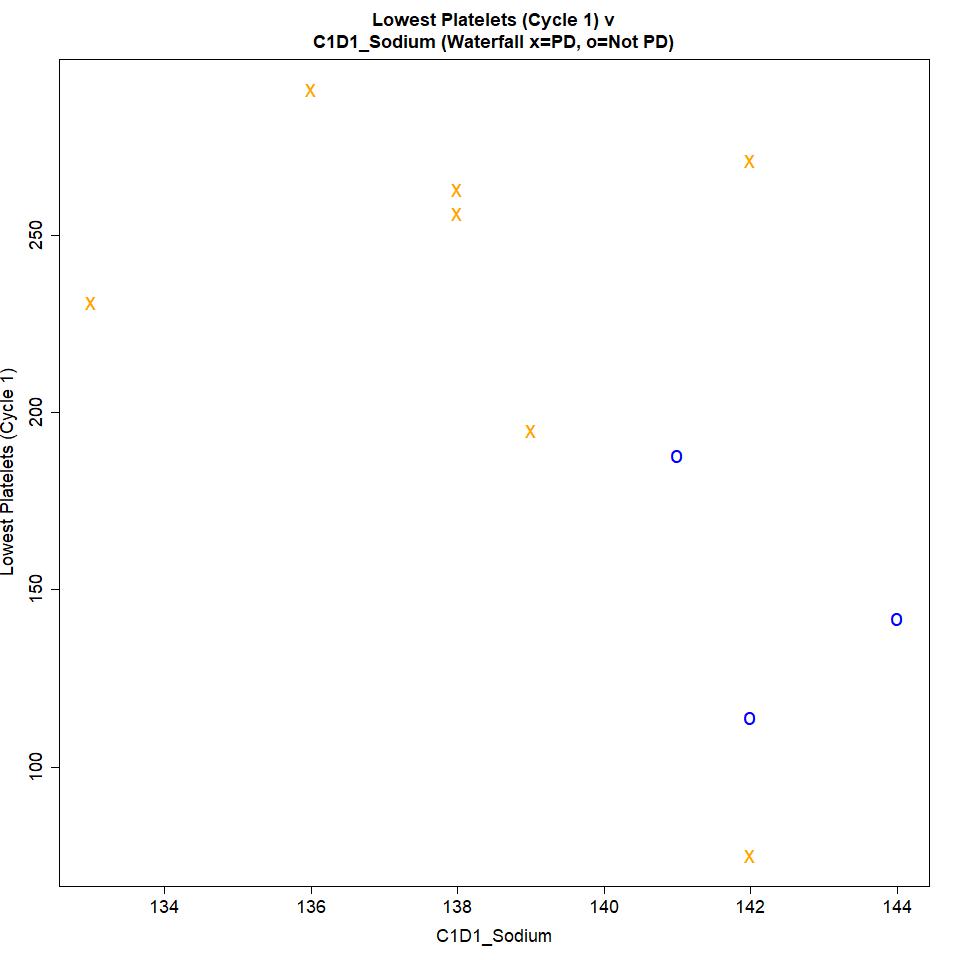 Lowest Platelets (Cycle 1) v
C1D1_Sodium (Waterfall x=PD, o=Not PD)
X
X
X
X
250
X
Lowest Platelets (Cycle 1)
200
X
O
150
O
O
100
X
134 136 138 140 142 144
C1D1_Sodium